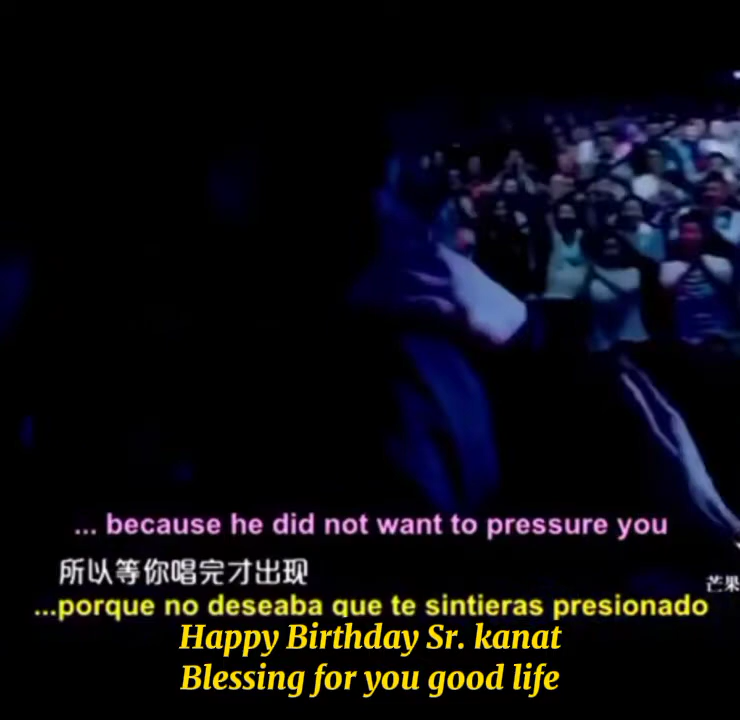 ... because he did not want to pressure you
所以等你唱完才出现
芒果
...porque no deseaba que te sintieras presionado
Happy Birthday Sr. kanat
Blessing for you good life